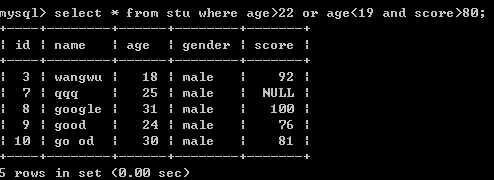 mysql> select * from stu where age>22 or age<19 and score>80;
+----+--------+------+--------+-------+
| id | name   | age  | gender | score |
+----+--------+------+--------+-------+
|  3 | wangwu |   18 | male   |    92 |
|  7 | qqq    |   25 | male   |  NULL |
|  8 | google |   31 | male   |   100 |
|  9 | good   |   24 | male   |    76 |
| 10 | go od  |   30 | male   |    81 |
+----+--------+------+--------+-------+
5 rows in set (0.00 sec)